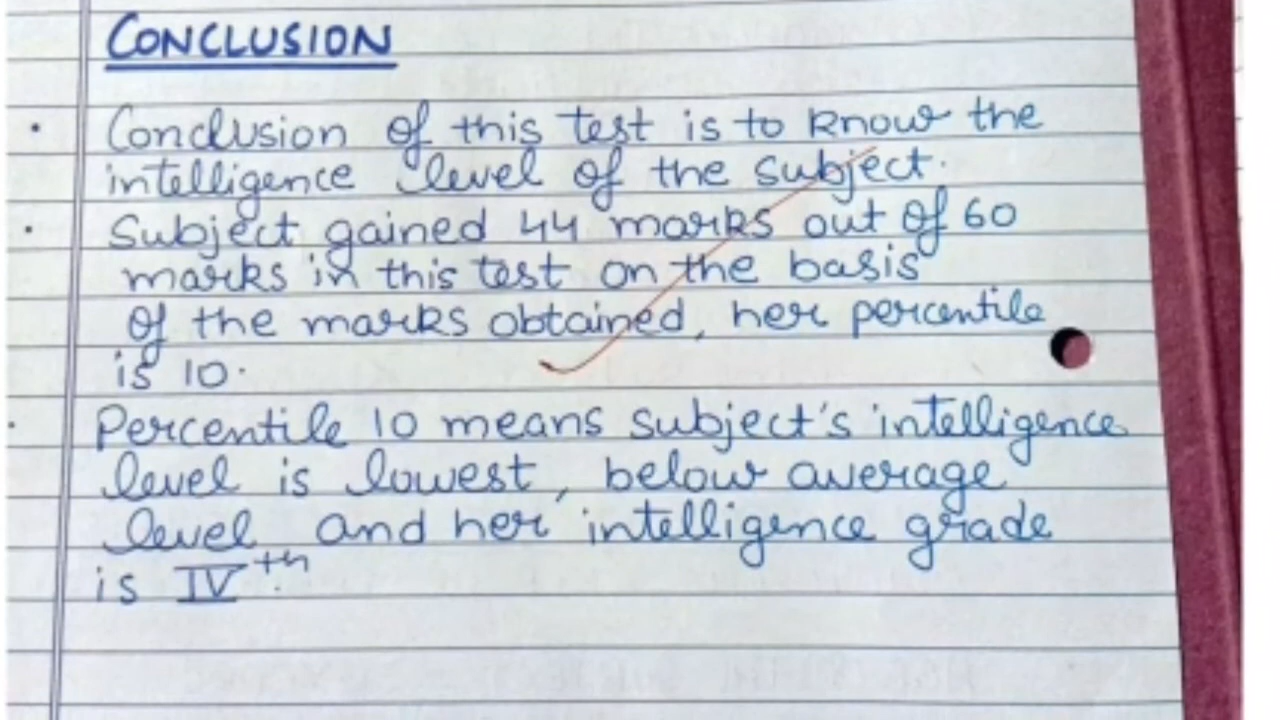 CONCLUSION
· Conclusion of this test is to know the
intelligence level of the subject.
· Subject gained 44 marks out of 60
marks in this test on the basis
of the marks obtained, her percentile
is 10.
· Percentile 10 means subject's intelligence
level is lowest, below average
level and her intelligence grade
is IVth.